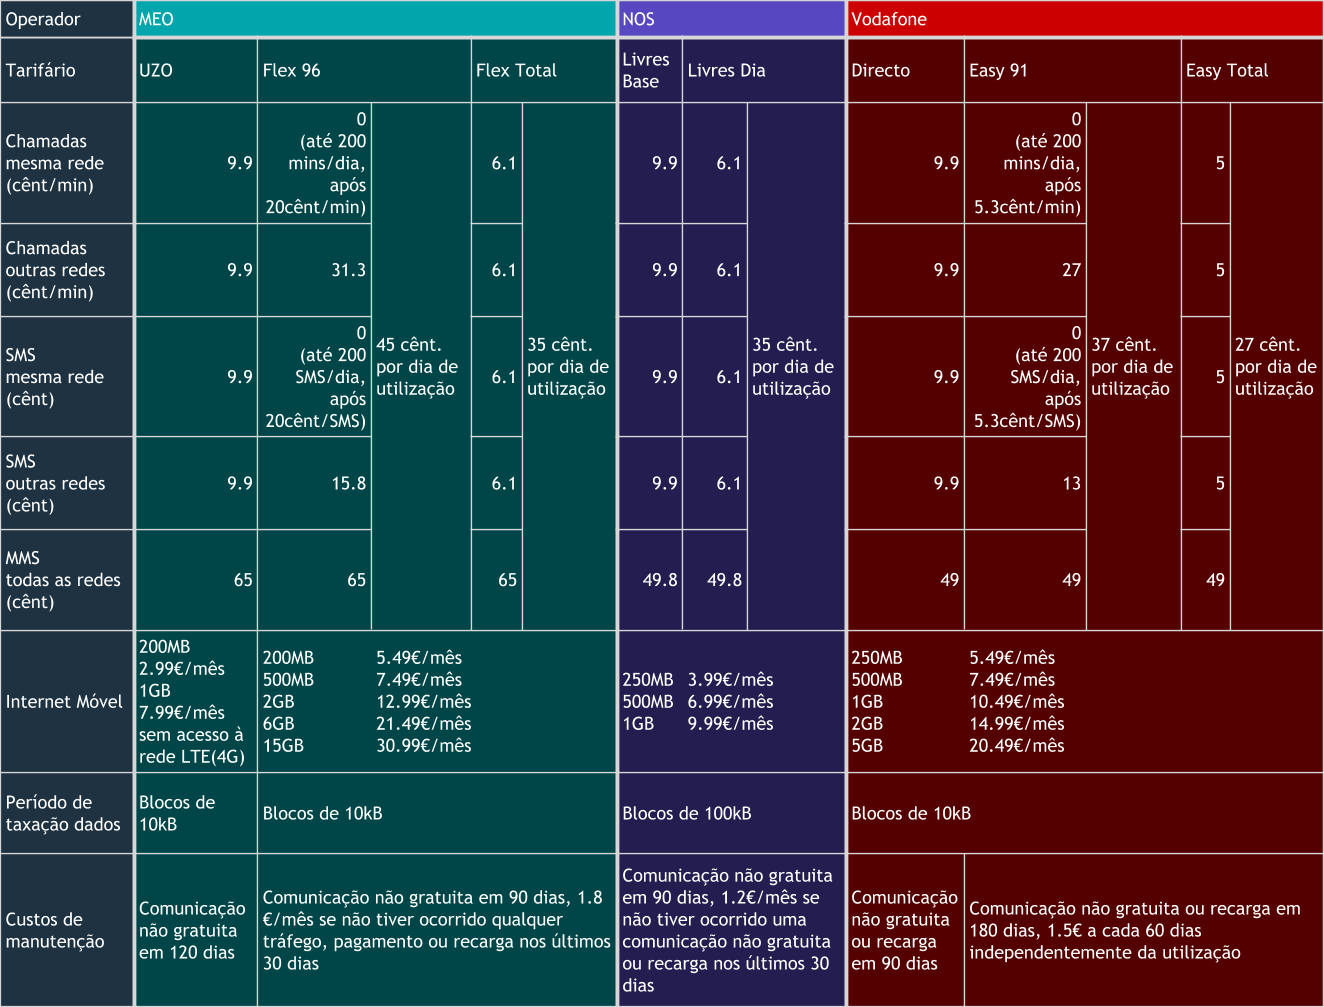 Operador
MEO
NOS
Vodafone
Tarifário
UZO
Flex 96
Flex Total
Livres
Base
Livres Dia
Directo
Easy 91
Easy Total
Chamadas
mesma rede
(cênt/min)
9.9
0
(até 200
mins/dia,
após
20cênt/min)
6.1
9.9
6.1
9.9
0
(até 200
mins/dia,
após
5.3cênt/min)
5
Chamadas
outras redes
(cênt/min)
9.9
31.3
6.1
9.9
6.1
9.9
27
5
SMS
mesma rede
(cênt)
9.9
0
(até 200
SMS/dia,
após
20cênt/SMS)
45 cênt.
por dia de
utilização
6.1
35 cênt.
por dia de
utilização
9.9
6.1
35 cênt.
por dia de
utilização
9.9
0
(até 200
SMS/dia,
após
5.3cênt/SMS)
37 cênt.
por dia de
utilização
5
27 cênt.
por dia de
utilização
SMS
outras redes
(cênt)
9.9
15.8
6.1
9.9
6.1
9.9
13
5
MMS
todas as redes
(cênt)
65
65
65
49.8
49.8
49
49
49
Internet Móvel
200MB
2.99€/mês
1GB
7.99€/mês
sem acesso à
rede LTE(4G)
200MB 5.49€/mês
500MB 7.49€/mês
2GB 12.99€/mês
6GB 21.49€/mês
15GB 30.99€/mês
250MB 3.99€/mês
500MB 6.99€/mês
1GB 9.99€/mês
250MB 5.49€/mês
500MB 7.49€/mês
1GB 10.49€/mês
2GB 14.99€/mês
5GB 20.49€/mês
Período de
taxação dados
Blocos de
10kB
Blocos de 10kB
Blocos de 100kB
Blocos de 10kB
Custos de
manutenção
Comunicação
não gratuita
em 120 dias
Comunicação não gratuita em 90 dias, 1.8
€/mês se não tiver ocorrido qualquer
tráfego, pagamento ou recarga nos últimos
30 dias
Comunicação não gratuita
em 90 dias, 1.2€/mês se
não tiver ocorrido uma
comunicação não gratuita
ou recarga nos últimos 30
dias
Comunicação
não gratuita
ou recarga
em 90 dias
Comunicação não gratuita ou recarga em
180 dias, 1.5€ a cada 60 dias
independentemente da utilização